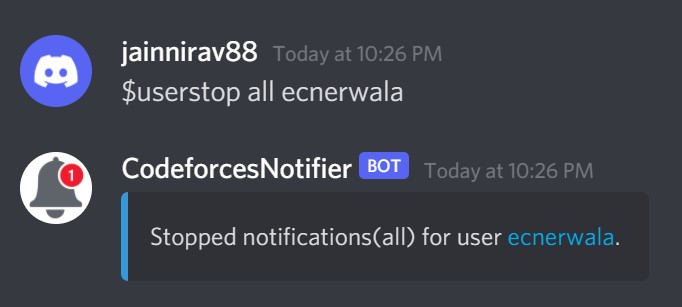 jainnirav88 Today at 10:26 PM
$userstop all ecnerwala
1
CodeforcesNotifier BOT Today at 10:26 PM
Stopped notifications(all) for user ecnerwala.